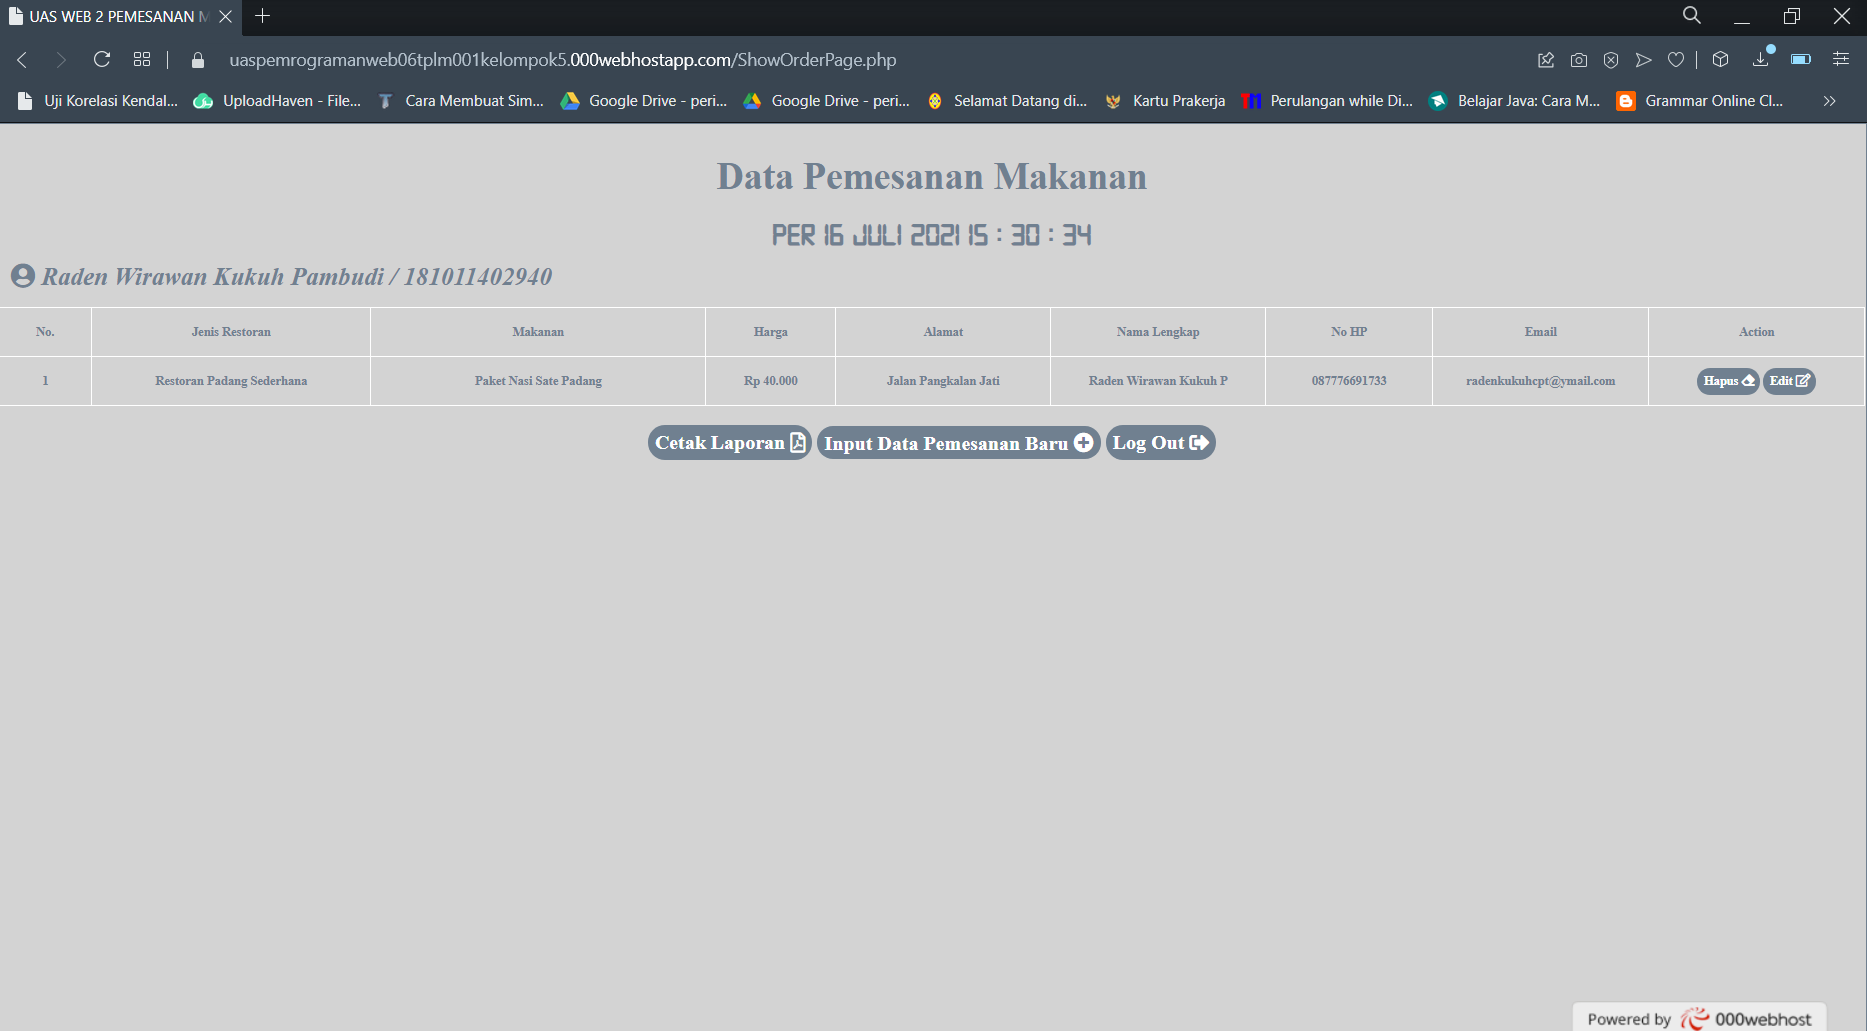 UAS WEB 2 PEMESANAN M
uaspemrogramanweb06tplm001kelompok5.000webhostapp.com/ShowOrderPage.php
Uji Korelasi Kendal... UploadHaven - File... Cara Membuat Sim... Google Drive - peri... Google Drive - peri... Selamat Datang di... Kartu Prakerja Perulangan while Di... Belajar Java: Cara M... Grammar Online Cl...
Data Pemesanan Makanan
PER 16 JULI 2021 15 : 30 : 34
Raden Wirawan Kukuh Pambudi / 181011402940
No. Jenis Restoran Makanan Harga Alamat Nama Lengkap No HP Email Action
1 Restoran Padang Sederhana Paket Nasi Sate Padang Rp 40.000 Jalan Pangkalan Jati Raden Wirawan Kukuh P 087776691733 radenkukuhcpt@ymail.com Hapus Edit
Cetak Laporan Input Data Pemesanan Baru Log Out
Powered by 000webhost